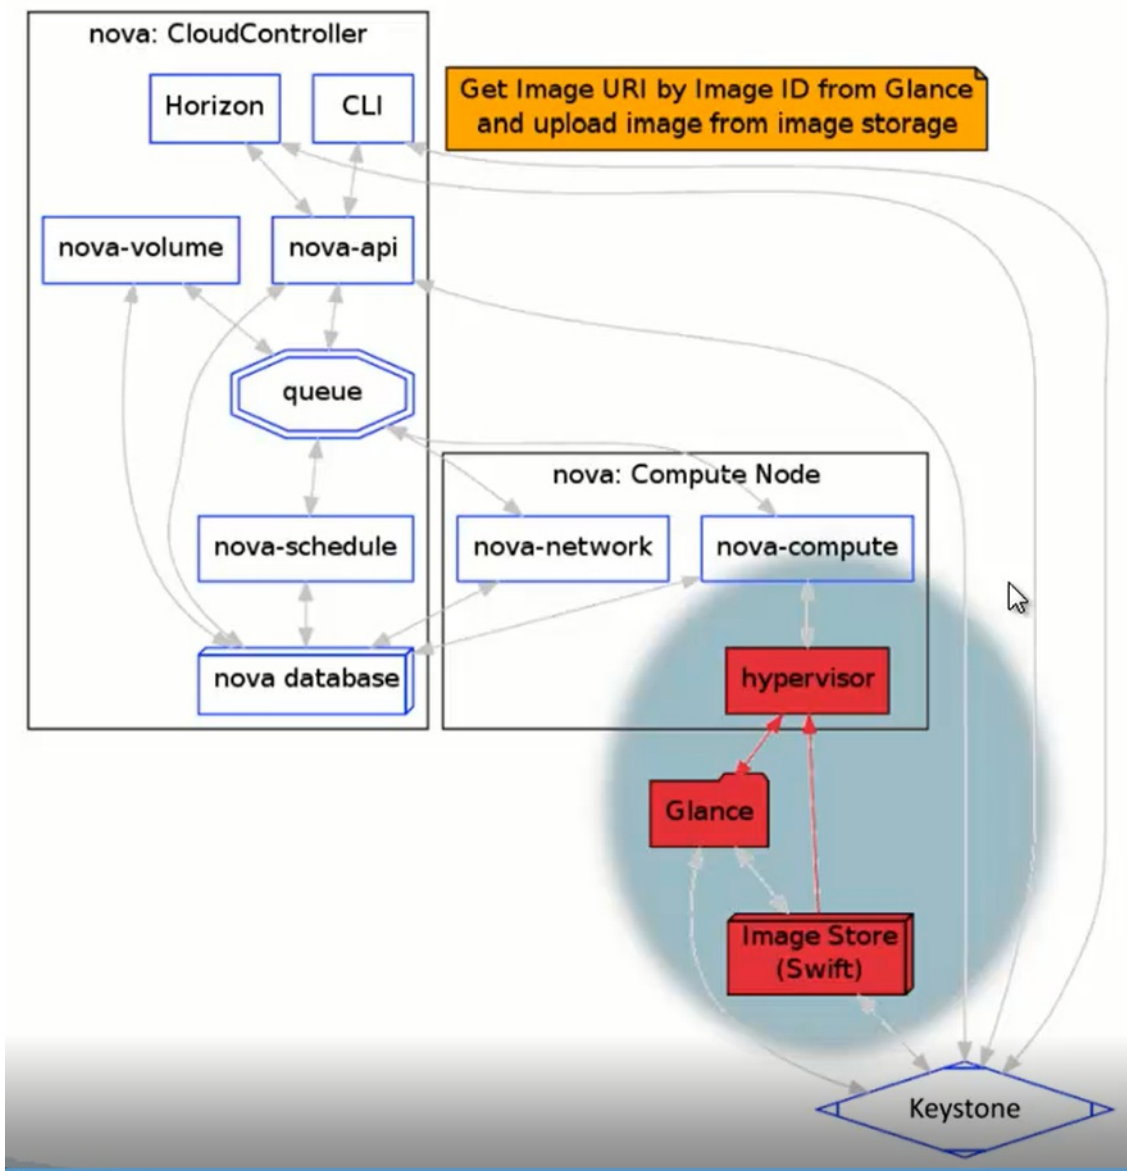 nova: CloudController
Horizon
CLI
Get Image URI by Image ID from Glance
and upload image from image storage
nova-volume
nova-api
queue
nova: Compute Node
nova-schedule
nova-network
nova-compute
nova database
hypervisor
Glance
Image Store
(Swift)
Keystone